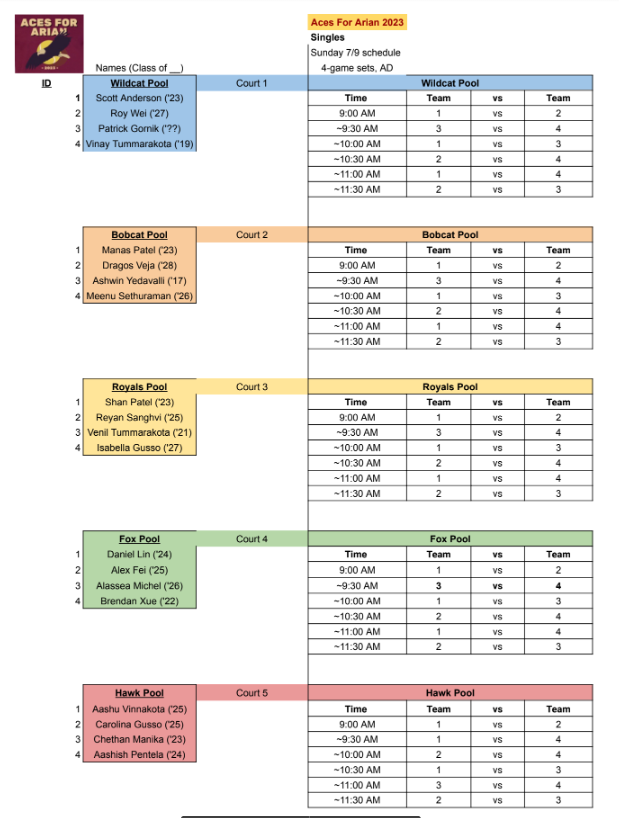 ACES FOR
ARIAN
2023
Aces For Arian 2023
Singles
Sunday 7/9 schedule
Names (Class of __) 4-game sets, AD
ID Wildcat Pool Court 1 Wildcat Pool
1 Scott Anderson ('23) Time Team vs Team
2 Roy Wei ('27) 9:00 AM 1 vs 2
3 Patrick Gornik ('??) ~9:30 AM 3 vs 4
4 Vinay Tummarakota ('19) ~10:00 AM 1 vs 3
~10:30 AM 2 vs 4
~11:00 AM 1 vs 4
~11:30 AM 2 vs 3
Bobcat Pool Court 2 Bobcat Pool
1 Manas Patel ('23) Time Team vs Team
2 Dragos Veja ('28) 9:00 AM 1 vs 2
3 Ashwin Yedavalli ('17) ~9:30 AM 3 vs 4
4 Meenu Sethuraman ('26) ~10:00 AM 1 vs 3
~10:30 AM 2 vs 4
~11:00 AM 1 vs 4
~11:30 AM 2 vs 3
Royals Pool Court 3 Royals Pool
1 Shan Patel ('23) Time Team vs Team
2 Reyan Sanghvi ('25) 9:00 AM 1 vs 2
3 Venil Tummarakota ('21) ~9:30 AM 3 vs 4
4 Isabella Gusso ('27) ~10:00 AM 1 vs 3
~10:30 AM 2 vs 4
~11:00 AM 1 vs 4
~11:30 AM 2 vs 3
Fox Pool Court 4 Fox Pool
1 Daniel Lin ('24) Time Team vs Team
2 Alex Fei ('25) 9:00 AM 1 vs 2
3 Alassea Michel ('26) ~9:30 AM 3 vs 4
4 Brendan Xue ('22) ~10:00 AM 1 vs 3
~10:30 AM 2 vs 4
~11:00 AM 1 vs 4
~11:30 AM 2 vs 3
Hawk Pool Court 5 Hawk Pool
1 Aashu Vinnakota ('25) Time Team vs Team
2 Carolina Gusso ('25) 9:00 AM 1 vs 2
3 Chethan Manika ('23) ~9:30 AM 1 vs 4
4 Aashish Pentela ('24) ~10:00 AM 2 vs 4
~10:30 AM 1 vs 3
~11:00 AM 3 vs 4
~11:30 AM 2 vs 3